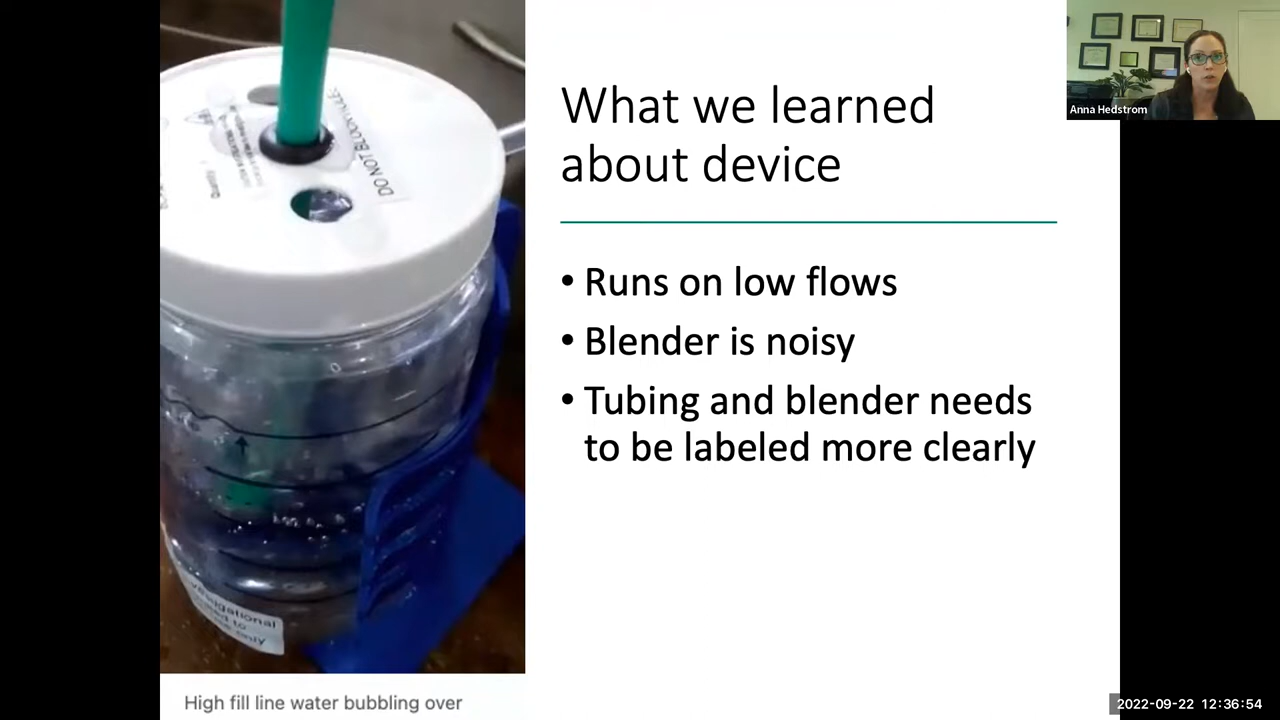 What we learned
about device
• Runs on low flows
• Blender is noisy
• Tubing and blender needs
to be labeled more clearly
DO NOT BLOCK
only
High fill line water bubbling over
Anna Hedstrom
2022-09-22 12:36:54